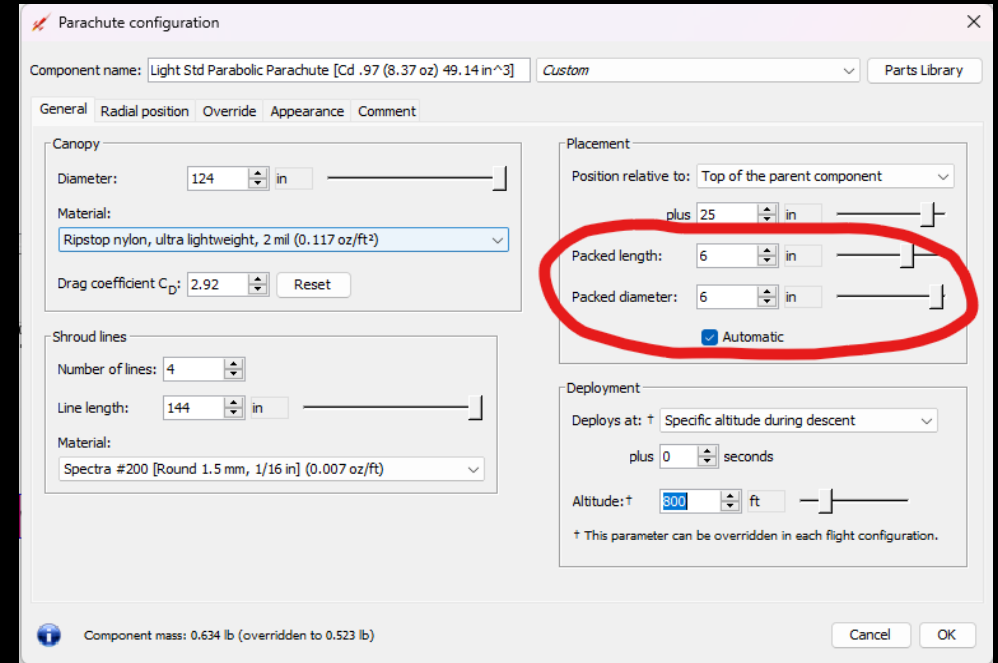 Parachute configuration
Component name: Light Std Parabolic Parachute [Cd .97 (8.37 oz) 49.14 in^3] Custom Parts Library
General Radial position Override Appearance Comment
Canopy
Diameter: 124 in
Material:
Ripstop nylon, ultra lightweight, 2 mil (0.117 oz/ft²)
Drag coefficient CD: 2.92 Reset
Shroud lines
Number of lines: 4
Line length: 144 in
Material:
Spectra #200 [Round 1.5 mm, 1/16 in] (0.007 oz/ft)
Placement
Position relative to: Top of the parent component
plus 25 in
Packed length: 6 in
Packed diameter: 6 in
Automatic
Deployment
Deploys at: † Specific altitude during descent
plus 0 seconds
Altitude:† 800 ft
† This parameter can be overridden in each flight configuration.
Component mass: 0.634 lb (overridden to 0.523 lb)
Cancel OK